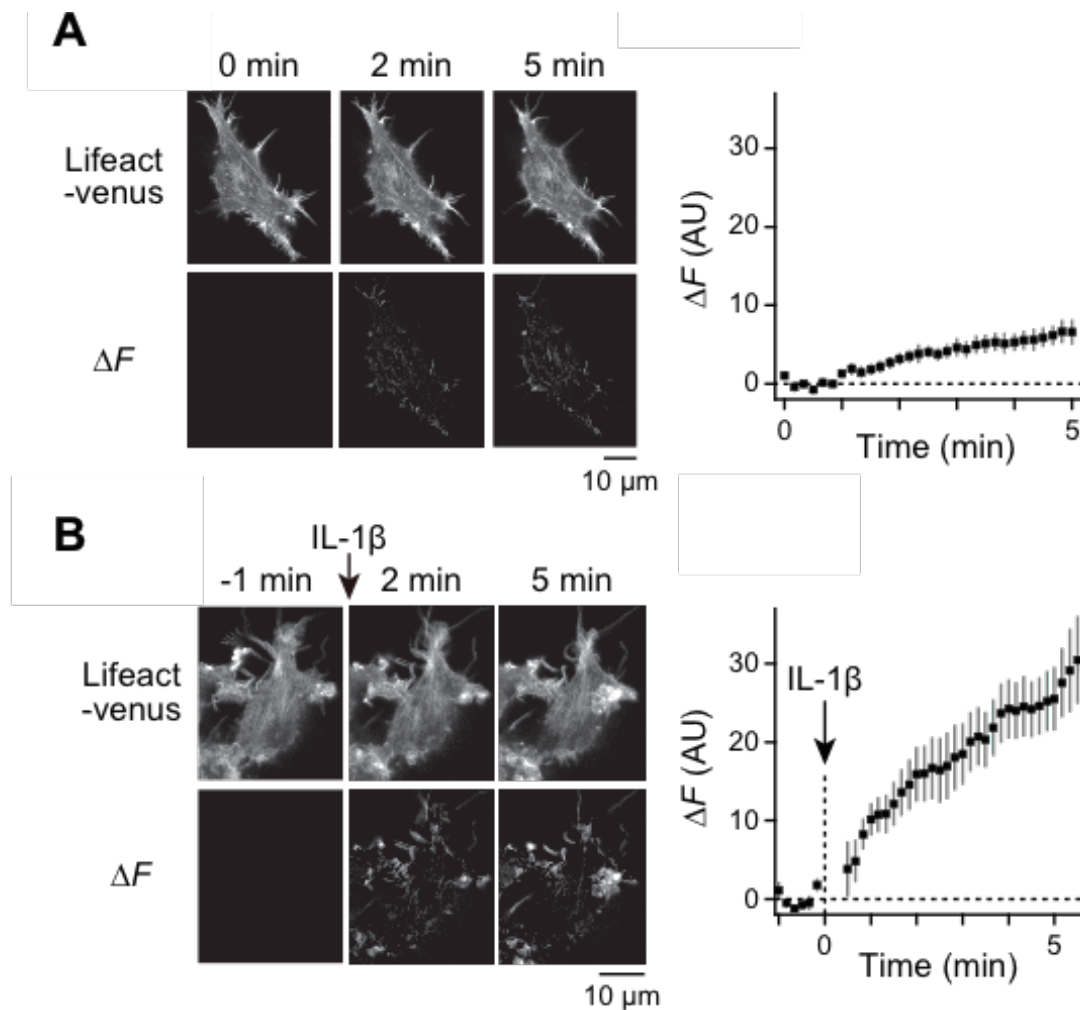 A
0 min 2 min 5 min
Lifeact
-venus
ΔF
10 μm
ΔF (AU)
30
20
10
0
0 5
Time (min)
B
IL-1β
-1 min 2 min 5 min
Lifeact
-venus
ΔF
10 μm
IL-1β
ΔF (AU)
30
20
10
0
0 5
Time (min)